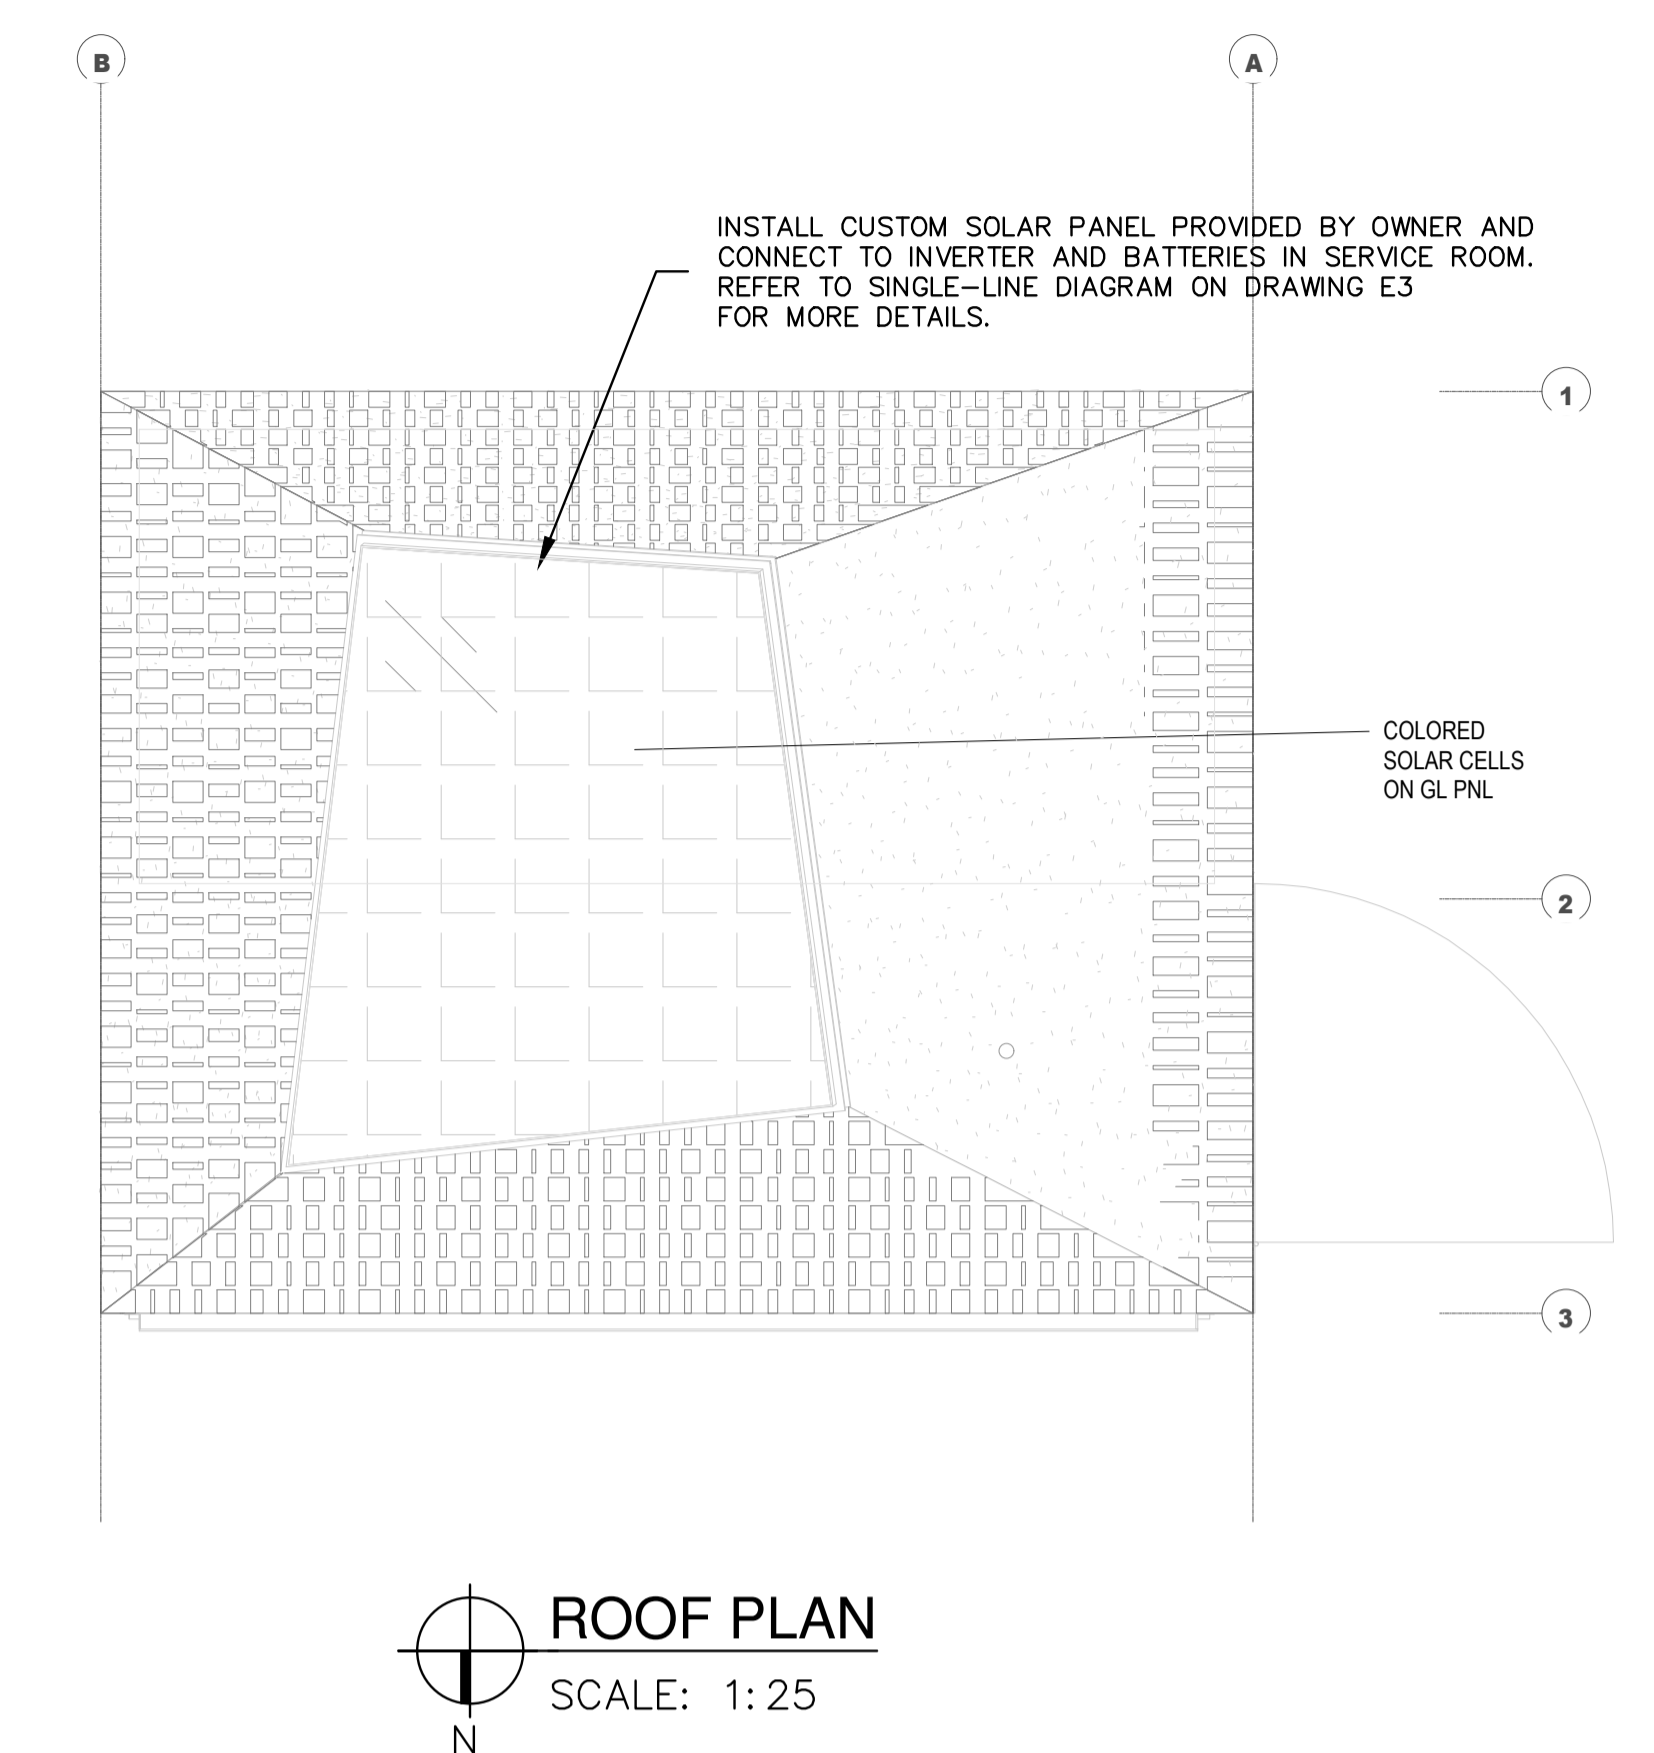 B
A
INSTALL CUSTOM SOLAR PANEL PROVIDED BY OWNER AND
CONNECT TO INVERTER AND BATTERIES IN SERVICE ROOM.
REFER TO SINGLE-LINE DIAGRAM ON DRAWING E3
FOR MORE DETAILS.
1
COLORED
SOLAR CELLS
ON GL PNL
2
3
ROOF PLAN
SCALE: 1:25
N